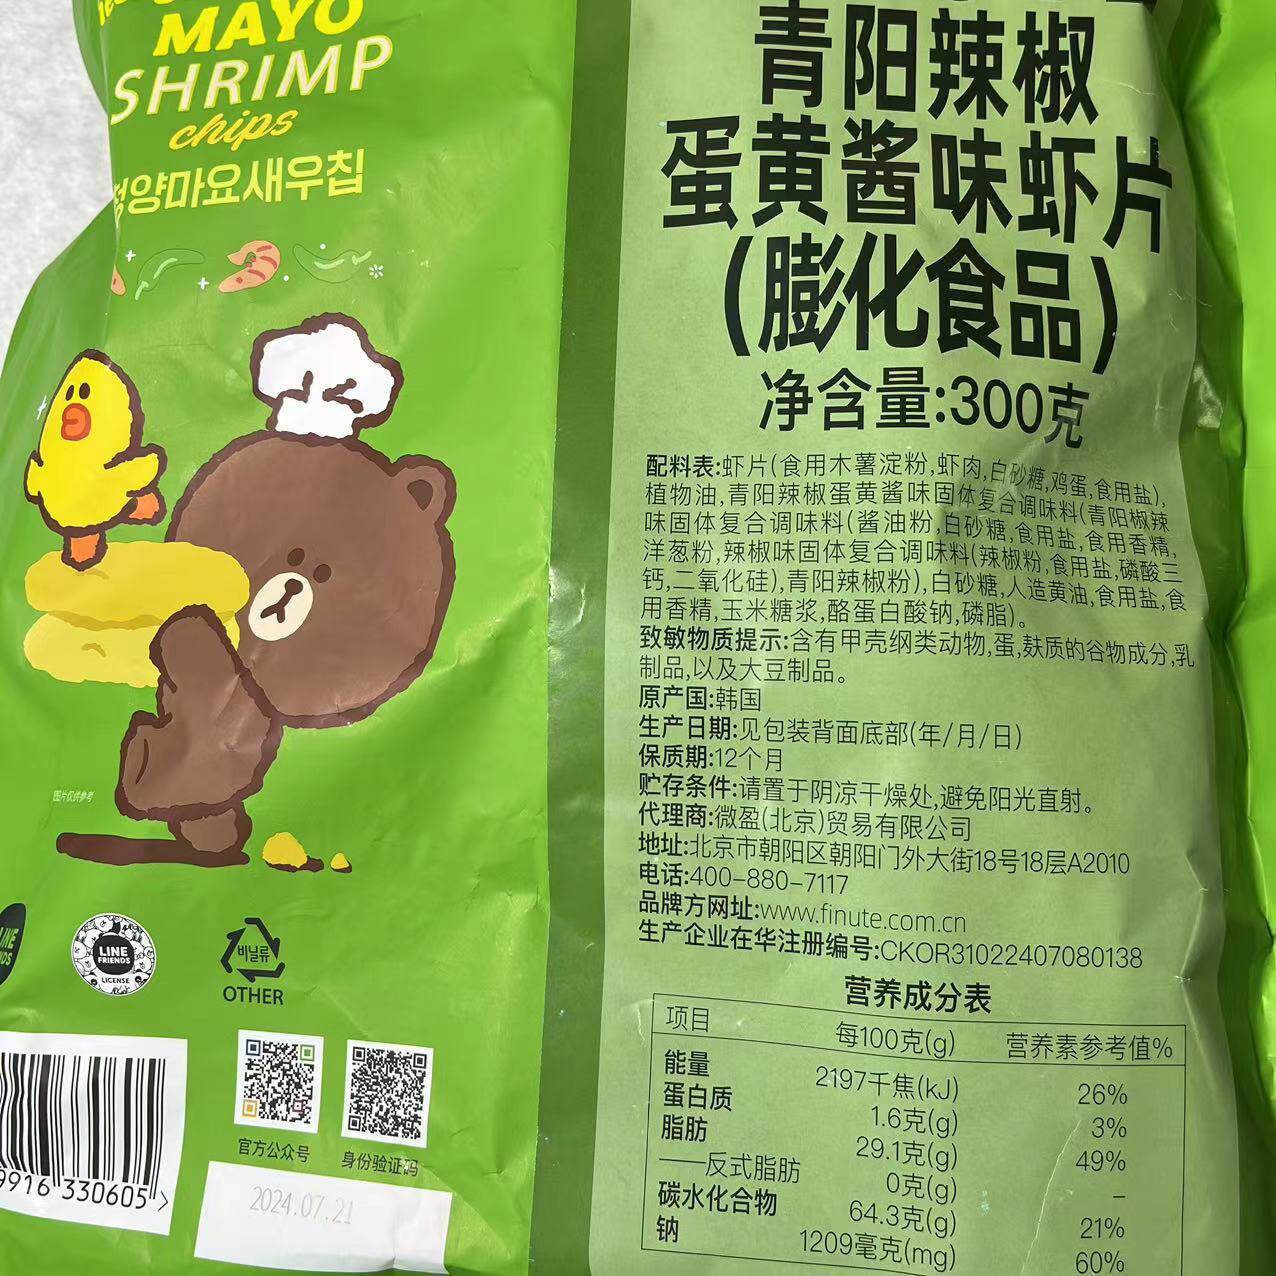 MAYO
SHRIMP
chips
청양마요새우칩
图片仅供参考
LINE
FRIENDS
LICENSE
비닐류
OTHER
官方公众号
身份验证码
9916 330605
2024.07.21
青阳辣椒
蛋黄酱味虾片
(膨化食品)
净含量:300克
配料表:虾片(食用木薯淀粉,虾肉,白砂糖,鸡蛋,食用盐),
植物油,青阳辣椒蛋黄酱味固体复合调味料(青阳椒辣
味固体复合调味料(酱油粉,白砂糖,食用盐,食用香精,
洋葱粉,辣椒味固体复合调味料(辣椒粉,食用盐,磷酸三
钙,二氧化硅),青阳辣椒粉),白砂糖,人造黄油,食用盐,食
用香精,玉米糖浆,酪蛋白酸钠,磷脂)。
致敏物质提示:含有甲壳纲类动物,蛋,麸质的谷物成分,乳
制品,以及大豆制品。
原产国:韩国
生产日期:见包装背面底部(年/月/日)
保质期:12个月
贮存条件:请置于阴凉干燥处,避免阳光直射。
代理商:微盈(北京)贸易有限公司
地址:北京市朝阳区朝阳门外大街18号18层A2010
电话:400-880-7117
品牌方网址:www.finute.com.cn
生产企业在华注册编号:CKOR31022407080138
营养成分表
项目 每100克(g) 营养素参考值%
能量 2197千焦(kJ) 26%
蛋白质 1.6克(g) 3%
脂肪 29.1克(g) 49%
——反式脂肪 0克(g) –
碳水化合物 64.3克(g) 21%
钠 1209毫克(mg) 60%